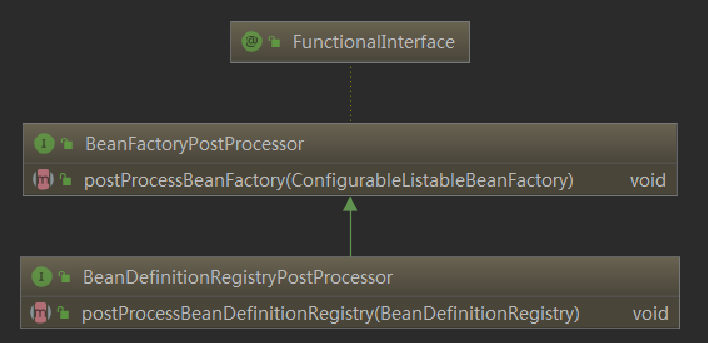 FunctionalInterface
BeanFactoryPostProcessor
postProcessBeanFactory(ConfigurableListableBeanFactory) void
BeanDefinitionRegistryPostProcessor
postProcessBeanDefinitionRegistry(BeanDefinitionRegistry) void